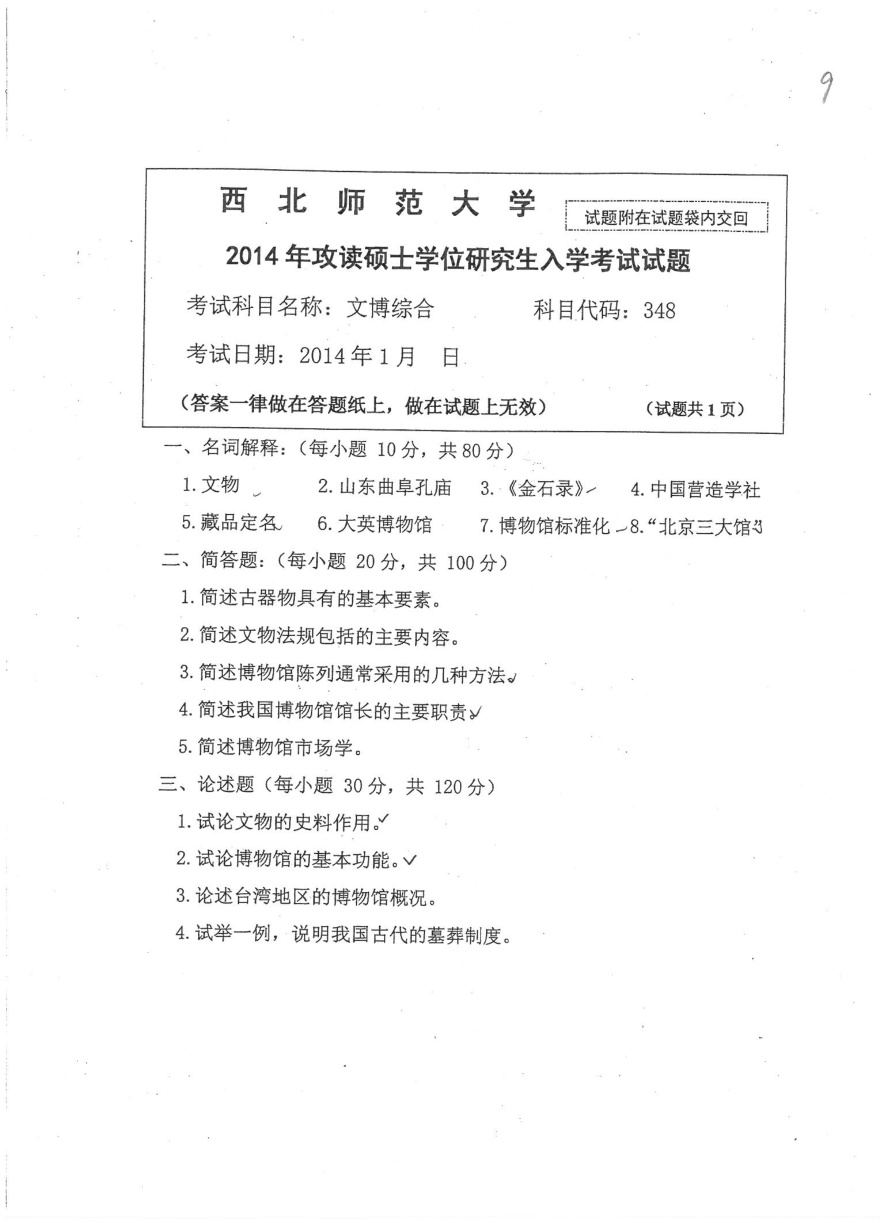 9
西北师范大学
试题附在试题袋内交回
2014年攻读硕士学位研究生入学考试试题
考试科目名称：文博综合 科目代码：348
考试日期：2014年1月 日
（答案一律做在答题纸上，做在试题上无效） （试题共1页）
一、名词解释：（每小题 10分，共80分）
1.文物 2.山东曲阜孔庙 3.《金石录》 4.中国营造学社
5.藏品定名 6.大英博物馆 7.博物馆标准化 8.“北京三大馆”
二、简答题：（每小题 20分，共 100分）
1.简述古器物具有的基本要素。
2.简述文物法规包括的主要内容。
3.简述博物馆陈列通常采用的几种方法。
4.简述我国博物馆馆长的主要职责。
5.简述博物馆市场学。
三、论述题（每小题 30分，共 120分）
1.试论文物的史料作用。
2.试论博物馆的基本功能。
3.论述台湾地区的博物馆概况。
4.试举一例，说明我国古代的墓葬制度。